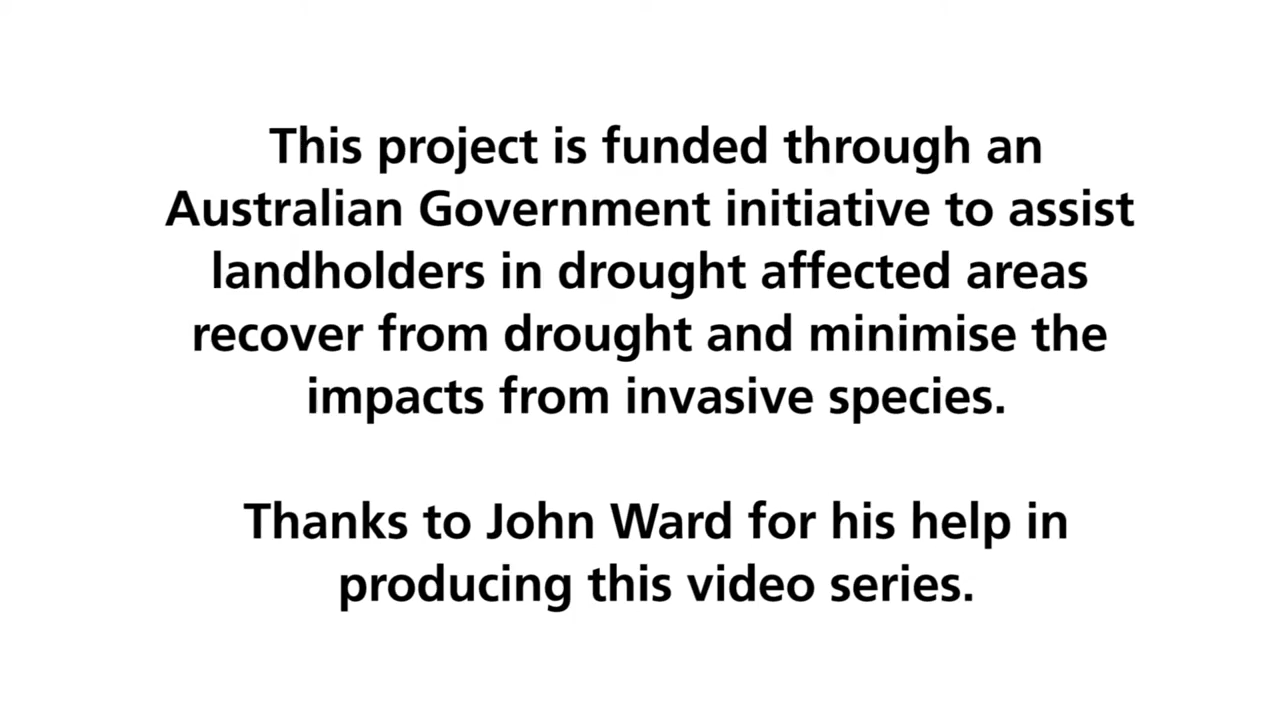 This project is funded through an
Australian Government initiative to assist
landholders in drought affected areas
recover from drought and minimise the
impacts from invasive species.
Thanks to John Ward for his help in
producing this video series.